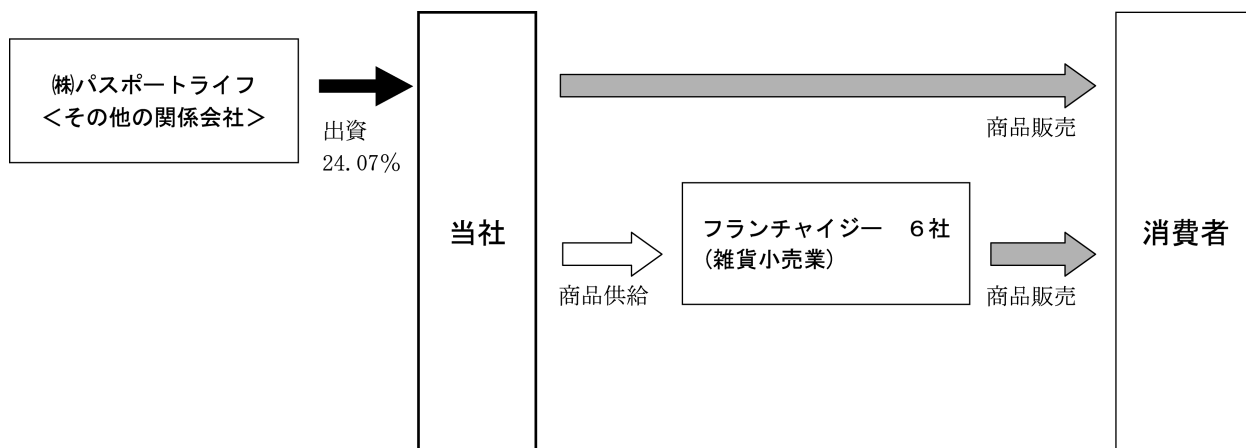 ㈱パスポートライフ
＜その他の関係会社＞
出資
24.07％
当社
商品販売
フランチャイジー　６社
(雑貨小売業)
商品供給
商品販売
消費者